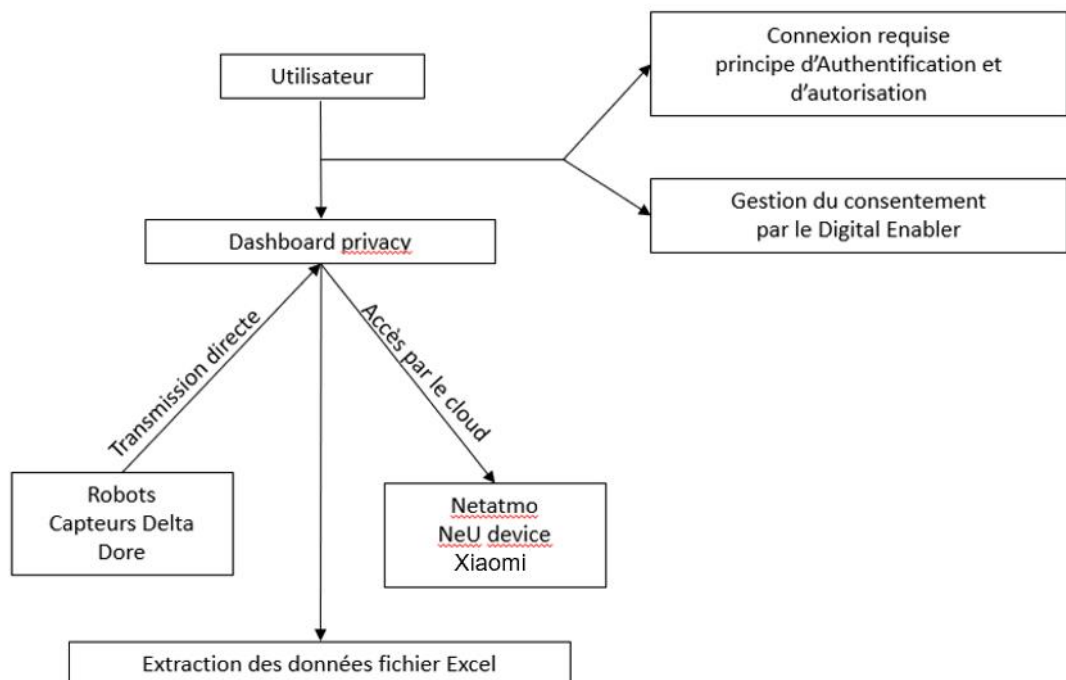 Utilisateur
Connexion requise
principe d'Authentification et
d'autorisation
Gestion du consentement
par le Digital Enabler
Dashboard privacy
Transmission directe
Accès par le cloud
Robots
Capteurs Delta
Dore
Netatmo
NeU device
Xiaomi
Extraction des données fichier Excel